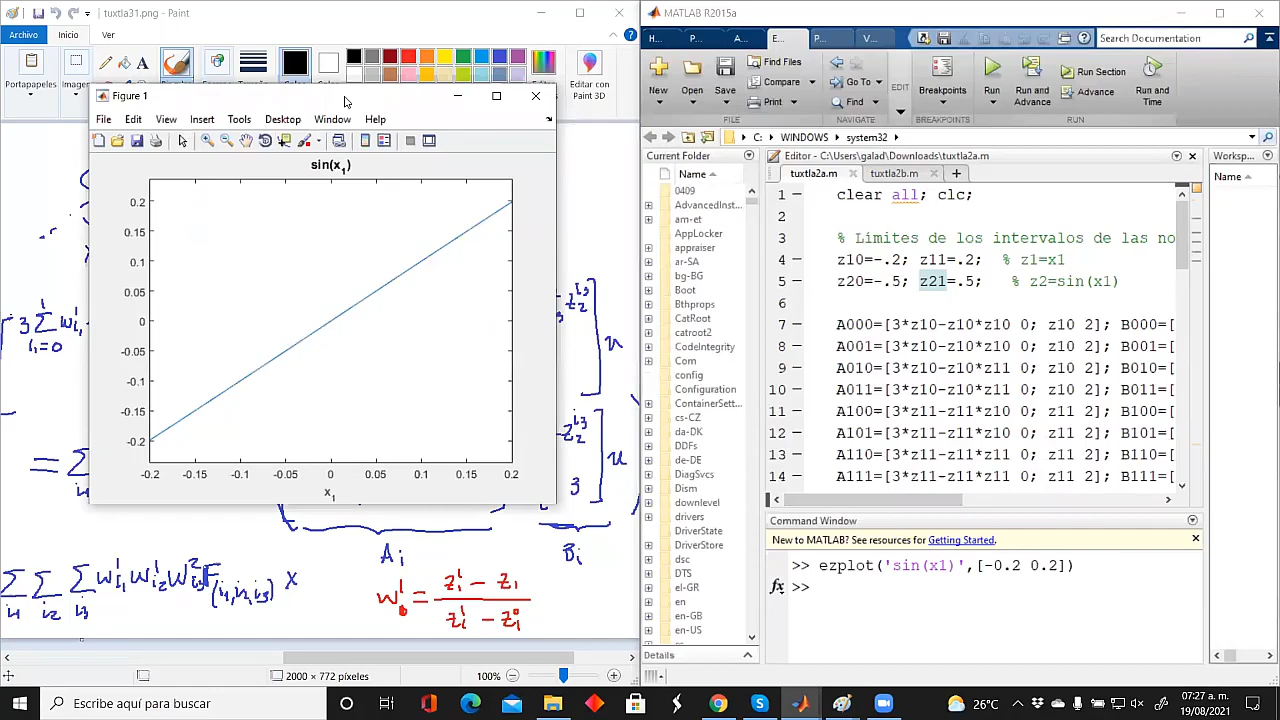 tuxtla31.png - Paint
Archivo
Inicio
Ver
Portapapeles
Imagen
Editar con Paint 3D
Figure 1
File Edit View Insert Tools Desktop Window Help
sin(x1)
0.2
0.15
0.1
0.05
0
-0.05
-0.1
-0.15
-0.2
-0.2 -0.15 -0.1 -0.05 0 0.05 0.1 0.15 0.2
x1
Ai
Bi
2000 × 772 píxeles
100%
MATLAB R2015a
H... P... A... E... P... V...
Search Documentation
New Open Save
Find Files
Compare
Print
Go To
Find
EDIT
Breakpoints
Run
Run and Advance
Run Section
Advance
Run and Time
FILE
NAVIGATE
BREAKPOINTS
RUN
C: WINDOWS system32
Current Folder
Name
0409
AdvancedInst...
am-et
AppLocker
appraiser
ar-SA
bg-BG
Boot
Bthprops
CatRoot
catroot2
CodeIntegrity
Com
config
Configuration
ContainerSett...
cs-CZ
da-DK
DDFs
de-DE
DiagSvcs
Dism
downlevel
drivers
DriverState
DriverStore
dsc
DTS
el-GR
en
en-GB
en-US
Details
Editor - C:\Users\galad\Downloads\tuxtla2a.m
tuxtla2a.m
tuxtla2b.m
1 clear all; clc;
2
3 % Límites de los intervalos de las no
4 z10=-.2; z11=.2; % z1=x1
5 z20=-.5; z21=.5; % z2=sin(x1)
6
7 A000=[3*z10-z10*z10 0; z10 2]; B000=[
8 A001=[3*z10-z10*z10 0; z10 2]; B001=[
9 A010=[3*z10-z10*z11 0; z10 2]; B010=[
10 A011=[3*z10-z10*z11 0; z10 2]; B011=[
11 A100=[3*z11-z11*z10 0; z11 2]; B100=[
12 A101=[3*z11-z11*z10 0; z11 2]; B101=[
13 A110=[3*z11-z11*z11 0; z11 2]; B110=[
14 A111=[3*z11-z11*z11 0; z11 2]; B111=[
Command Window
New to MATLAB? See resources for Getting Started.
>> ezplot('sin(x1)',[-0.2 0.2])
fx >>
Worksp...
Name
Escribe aquí para buscar
26°C
07:27 a. m.
19/08/2021